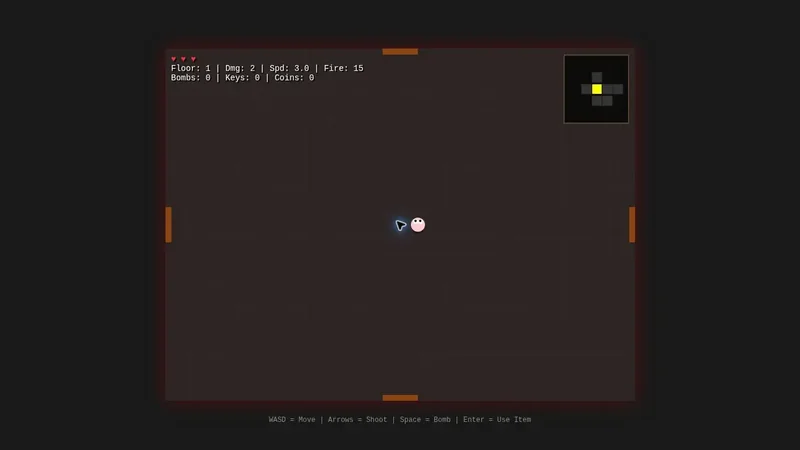 Floor: 1 | Dmg: 2 | Spd: 3.0 | Fire: 15
Bombs: 0 | Keys: 0 | Coins: 0
WASD = Move | Arrows = Shoot | Space = Bomb | Enter = Use Item